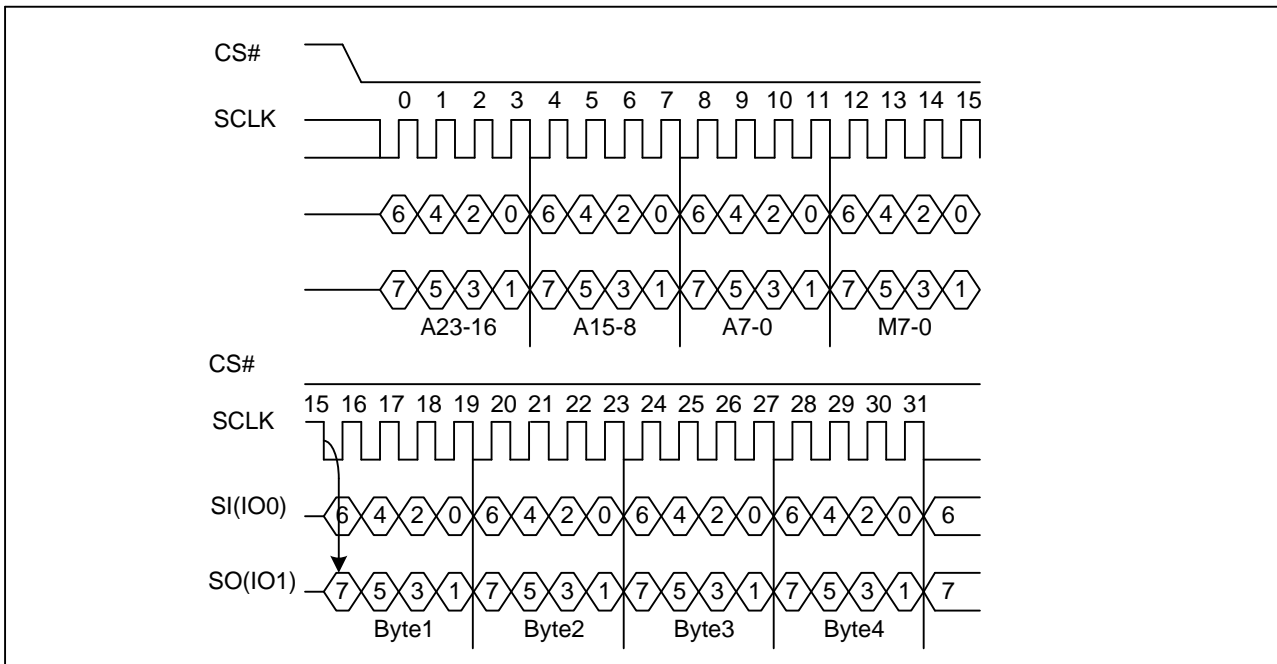 CS#
0 1 2 3 4 5 6 7 8 9 10 11 12 13 14 15
SCLK
6 4 2 0 6 4 2 0 6 4 2 0 6 4 2 0
7 5 3 1 7 5 3 1 7 5 3 1 7 5 3 1
A23-16 A15-8 A7-0 M7-0
CS#
15 16 17 18 19 20 21 22 23 24 25 26 27 28 29 30 31
SCLK
SI(IO0) 6 4 2 0 6 4 2 0 6 4 2 0 6 4 2 0 6
SO(IO1) 7 5 3 1 7 5 3 1 7 5 3 1 7 5 3 1 7
Byte1 Byte2 Byte3 Byte4